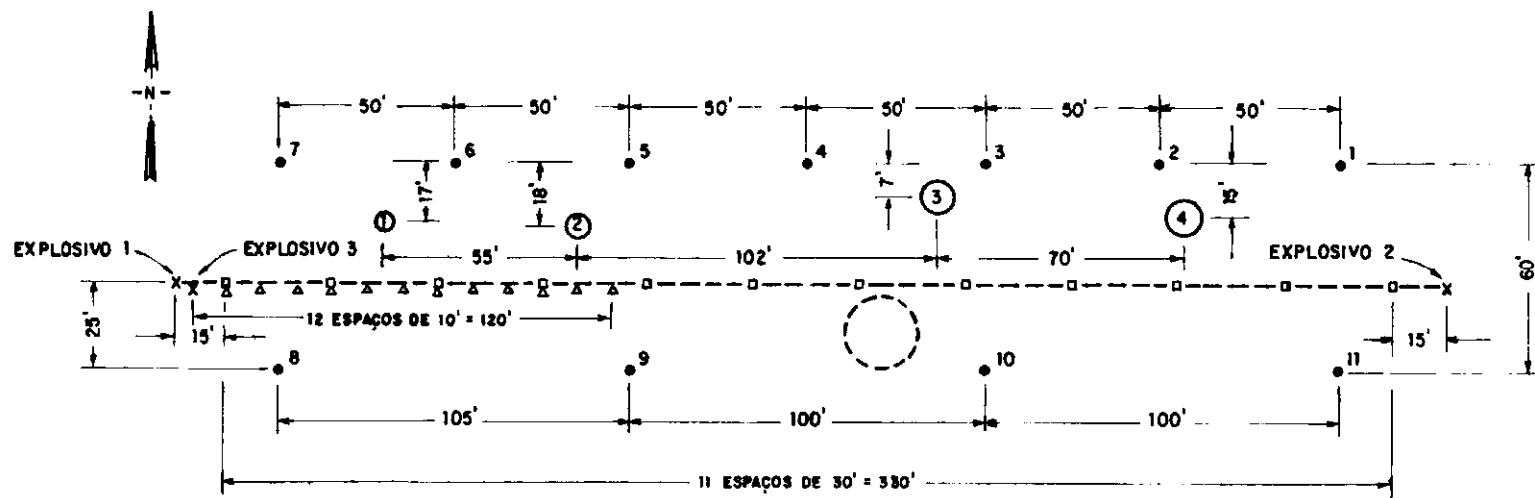 -N-
50' 50' 50' 50' 50' 50'
7 6 5 4 3 2 1
17' 18' 7' 15'
1 2 3 4
EXPLOSIVO 1 EXPLOSIVO 3 55' 102' 70' EXPLOSIVO 2
60'
25'
15' 12 ESPAÇOS DE 10' = 120' 15'
8 9 10 11
105' 100' 100'
11 ESPAÇOS DE 30' = 330'